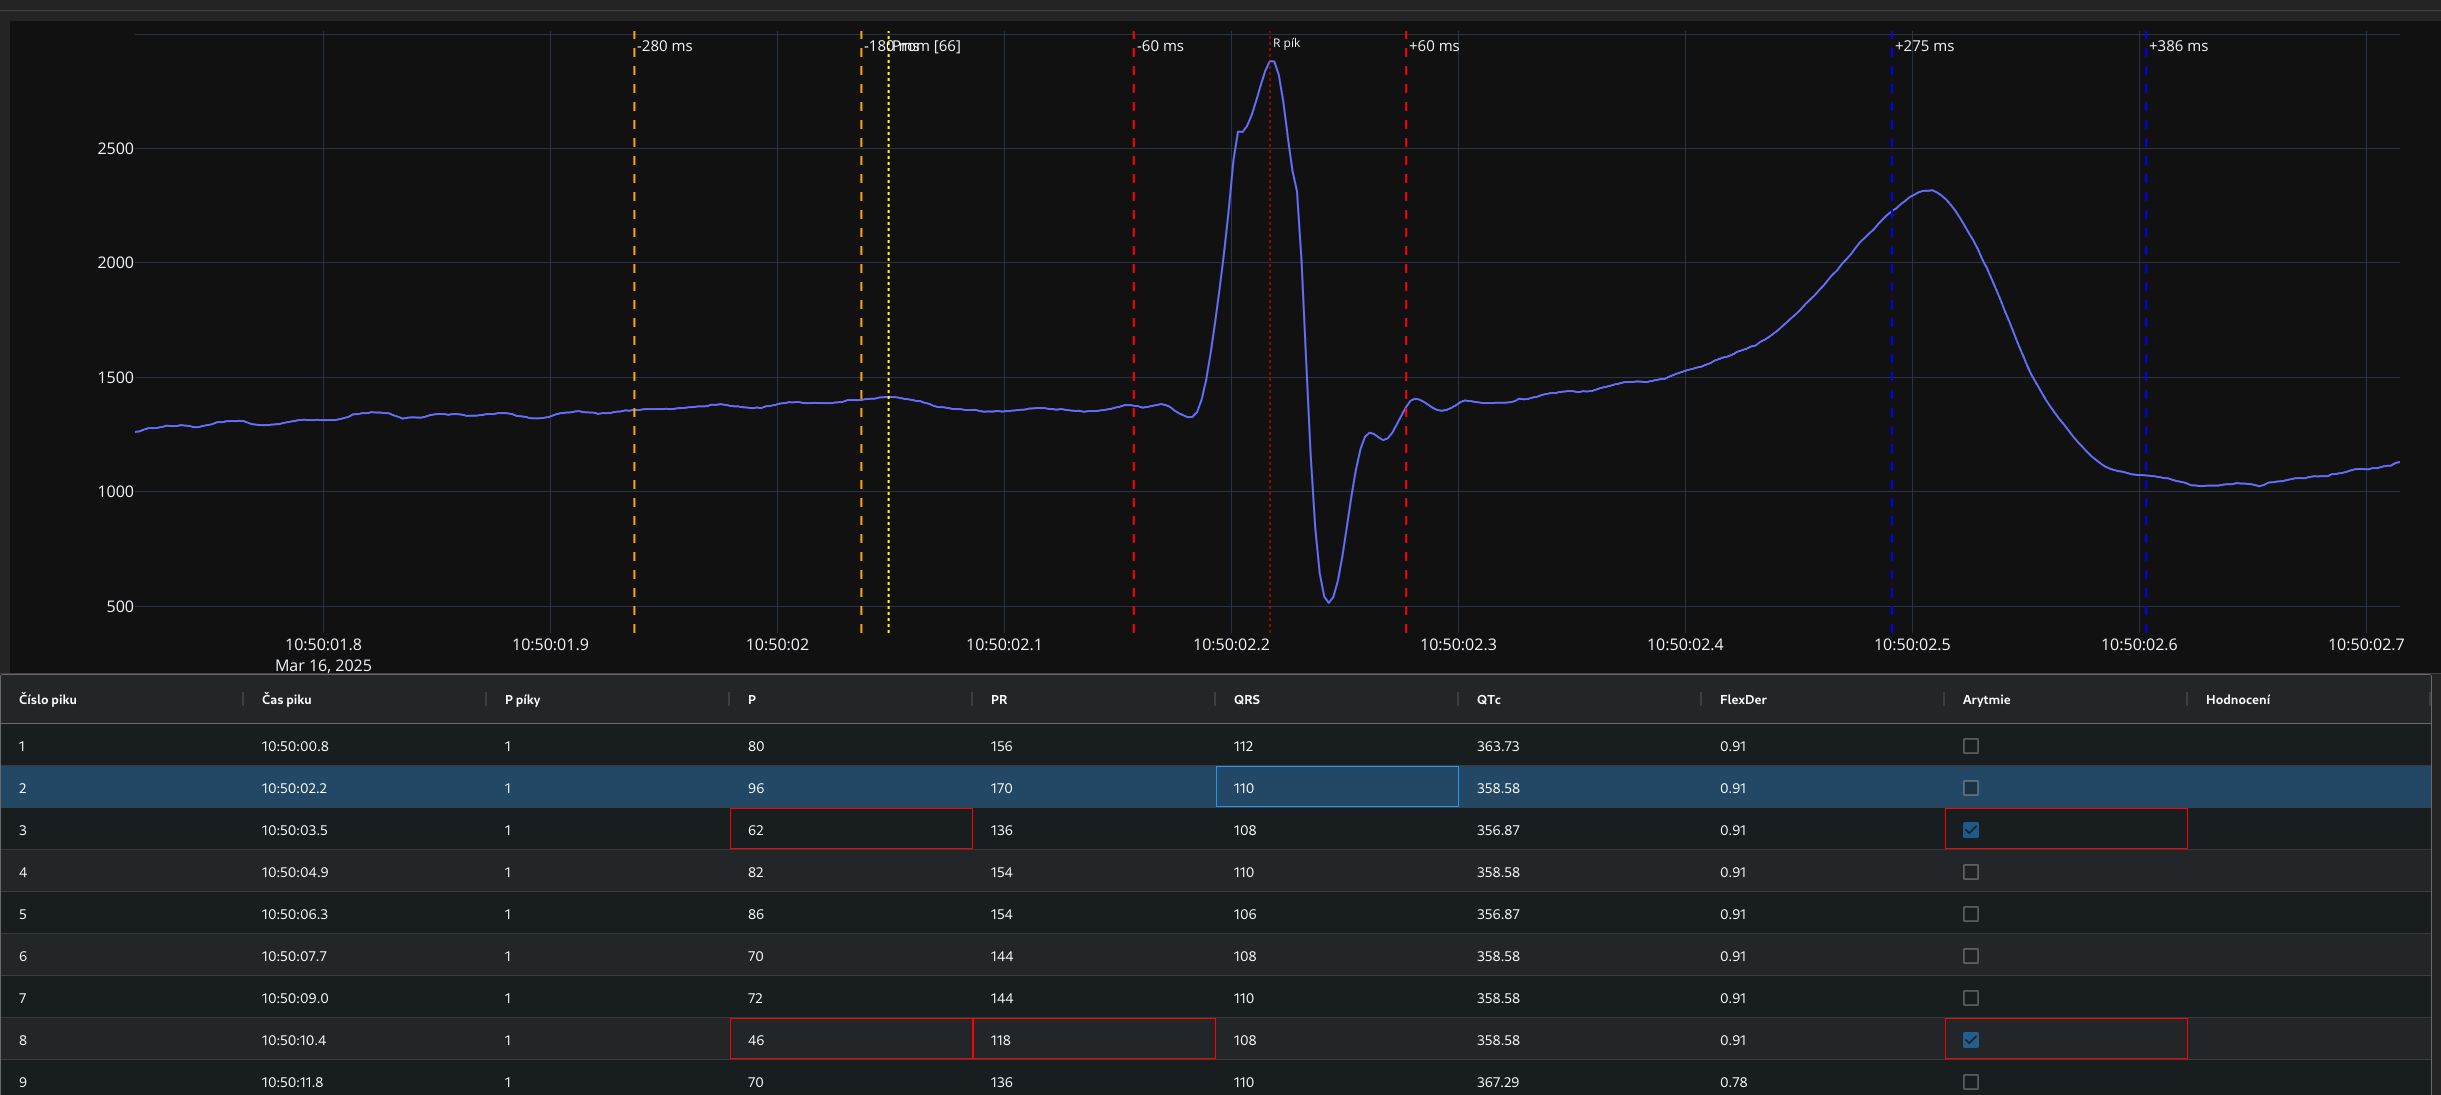 -280 ms
-180 ms
Prom [66]
-60 ms
R pík
+60 ms
+275 ms
+386 ms
2500
2000
1500
1000
500
10:50:01.8 10:50:01.9 10:50:02 10:50:02.1 10:50:02.2 10:50:02.3 10:50:02.4 10:50:02.5 10:50:02.6 10:50:02.7
Mar 16, 2025
Číslo piku Čas piku P píky P PR QRS QTc FlexDer Arytmie Hodnocení
1 10:50:00.8 1 80 156 112 363.73 0.91
2 10:50:02.2 1 96 170 110 358.58 0.91
3 10:50:03.5 1 62 136 108 356.87 0.91
4 10:50:04.9 1 82 154 110 358.58 0.91
5 10:50:06.3 1 86 154 106 356.87 0.91
6 10:50:07.7 1 70 144 108 358.58 0.91
7 10:50:09.0 1 72 144 110 358.58 0.91
8 10:50:10.4 1 46 118 108 358.58 0.91
9 10:50:11.8 1 70 136 110 367.29 0.78